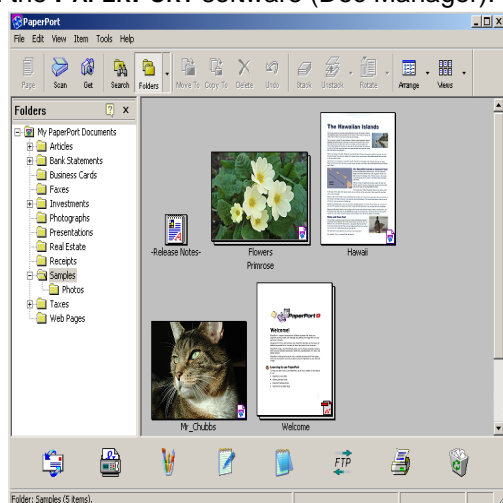 the PAPERPORT software (Doc Manager).
PaperPort
File Edit View Item Tools Help
Page Scan Get Search Folders Move To Copy To Delete Undo Stack Unstack Rotate Arrange Views
Folders
My PaperPort Documents
Articles
Bank Statements
Business Cards
Faxes
Investments
Photographs
Presentations
Real Estate
Receipts
Samples
Photos
Taxes
Web Pages
The Hawaiian Islands
-Release Notes-
Flowers
Primrose
Hawaii
PaperPort
Welcome!
Mr_Chubbs
Welcome
FTP
Folder: Samples (5 items).